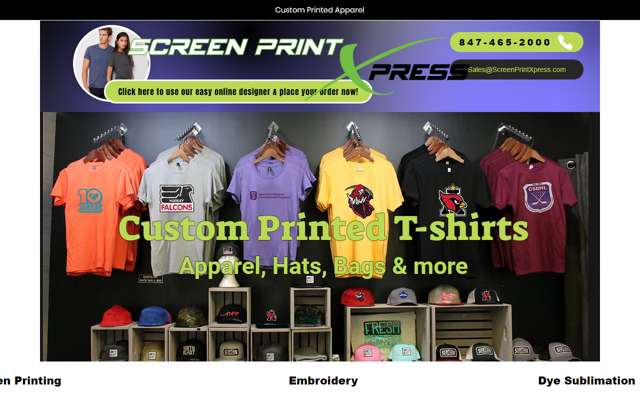 Custom Printed Apparel
SCREEN PRINT
XPRESS
847-465-2000
Sales@ScreenPrintXpress.com
Click here to use our easy online designer & place your order now!
10
FALCONS
CSDHL
Custom Printed T-shirts
Apparel, Hats, Bags & more
FRESH
en Printing
Embroidery
Dye Sublimation